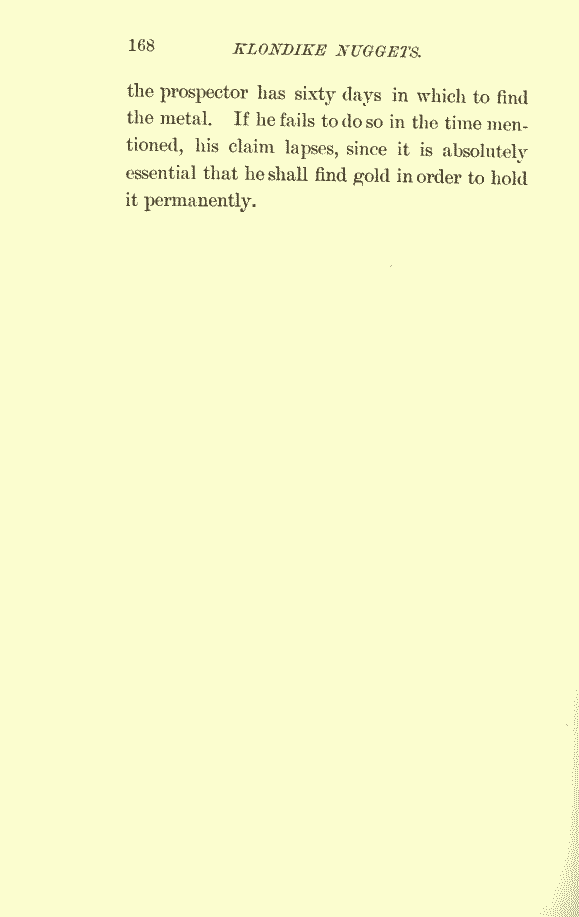 168 KLONDIKE NUGGETS.
the prospector has sixty days in which to find
the metal. If he fails to do so in the time men-
tioned, his claim lapses, since it is absolutely
essential that he shall find gold in order to hold
it permanently.